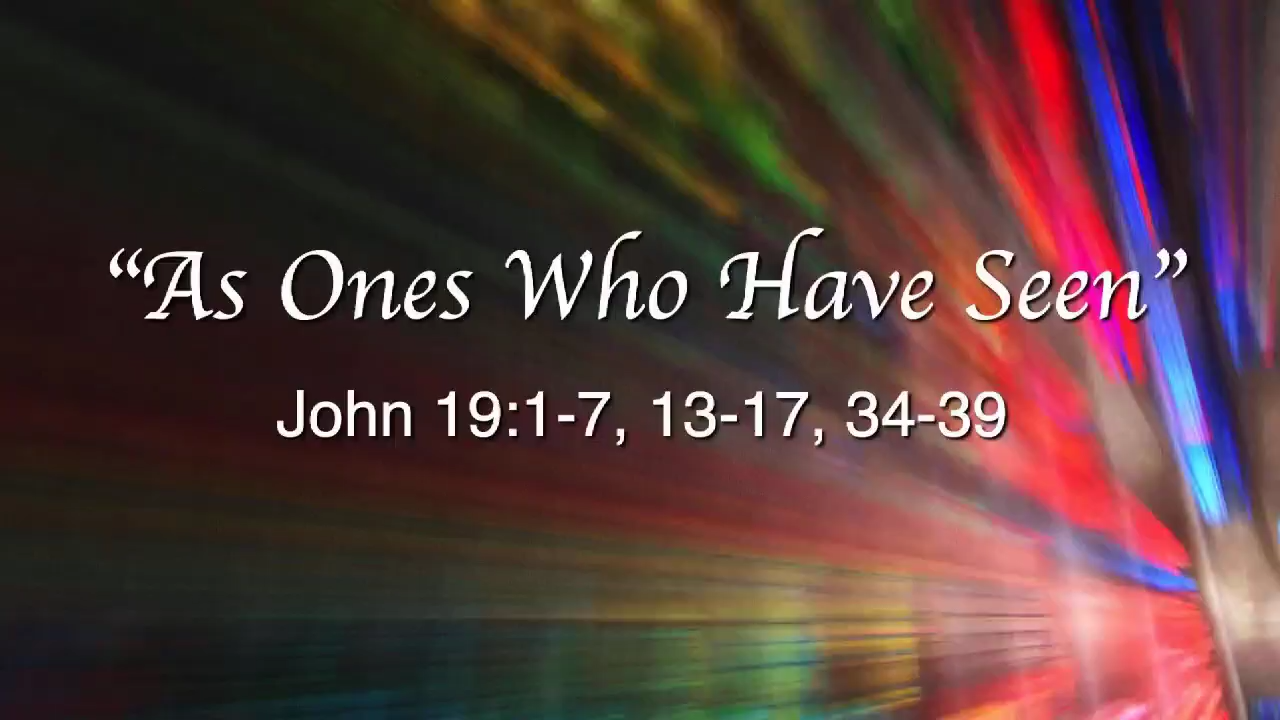 “As Ones Who Have Seen”
John 19:1-7, 13-17, 34-39